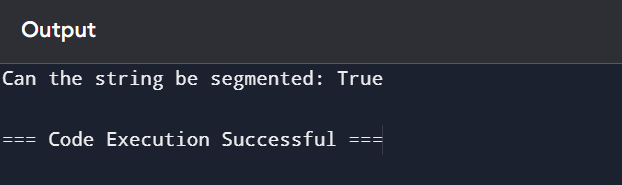 Output
Can the string be segmented: True
=== Code Execution Successful ===